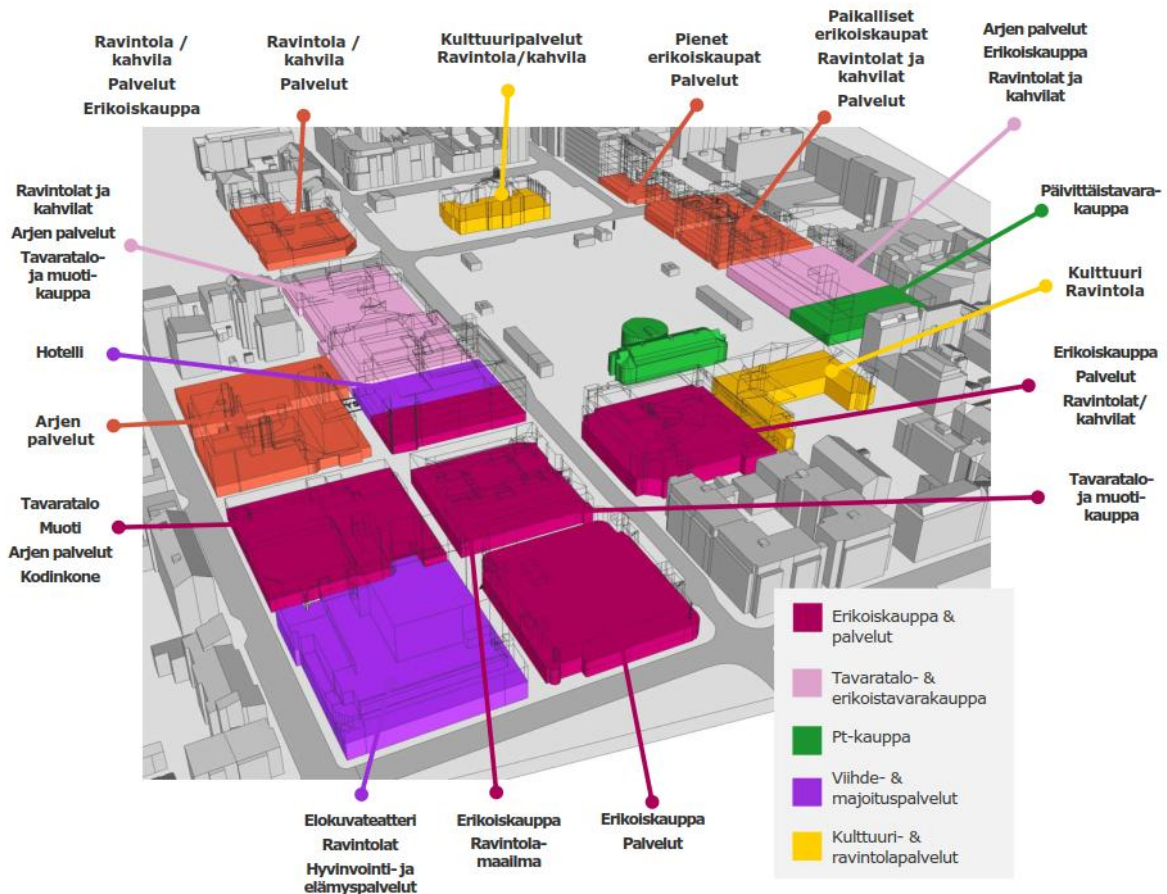 Ravintola /
kahvila
Palvelut
Erikoiskauppa
Ravintola /
kahvila
Palvelut
Kulttuuripalvelut
Ravintola/kahvila
Pienet
erikoiskaupat
Palvelut
Paikalliset
erikoiskaupat
Ravintolat ja
kahvilat
Palvelut
Arjen palvelut
Erikoiskauppa
Ravintolat ja
kahvilat
Ravintolat ja
kahvilat
Arjen palvelut
Tavaratalo-
ja muoti-
kauppa
Päivittäistavara-
kauppa
Kulttuuri
Ravintola
Hotelli
Erikoiskauppa
Palvelut
Ravintolat/
kahvilat
Arjen
palvelut
Tavaratalo-
ja muoti-
kauppa
Tavaratalo
Muoti
Arjen palvelut
Kodinkone
Erikoiskauppa &
palvelut
Tavaratalo- &
erikoistavarakauppa
Pt-kauppa
Viihde- &
majoituspalvelut
Kulttuuri- &
ravintolapalvelut
Elokuvateatteri
Ravintolat
Hyvinvointi- ja
elämyspalvelut
Erikoiskauppa
Ravintola-
maailma
Erikoiskauppa
Palvelut